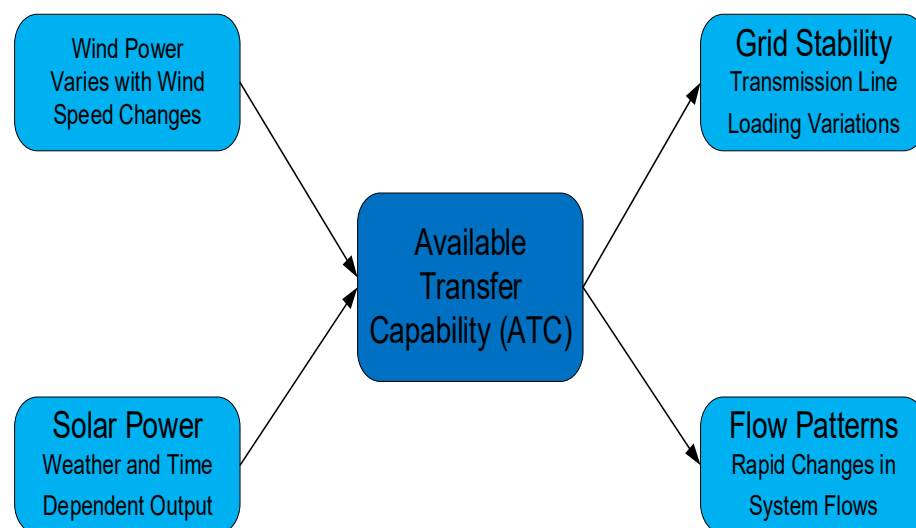 Wind Power
Varies with Wind
Speed Changes
Grid Stability
Transmission Line
Loading Variations
Available
Transfer
Capability (ATC)
Solar Power
Weather and Time
Dependent Output
Flow Patterns
Rapid Changes in
System Flows